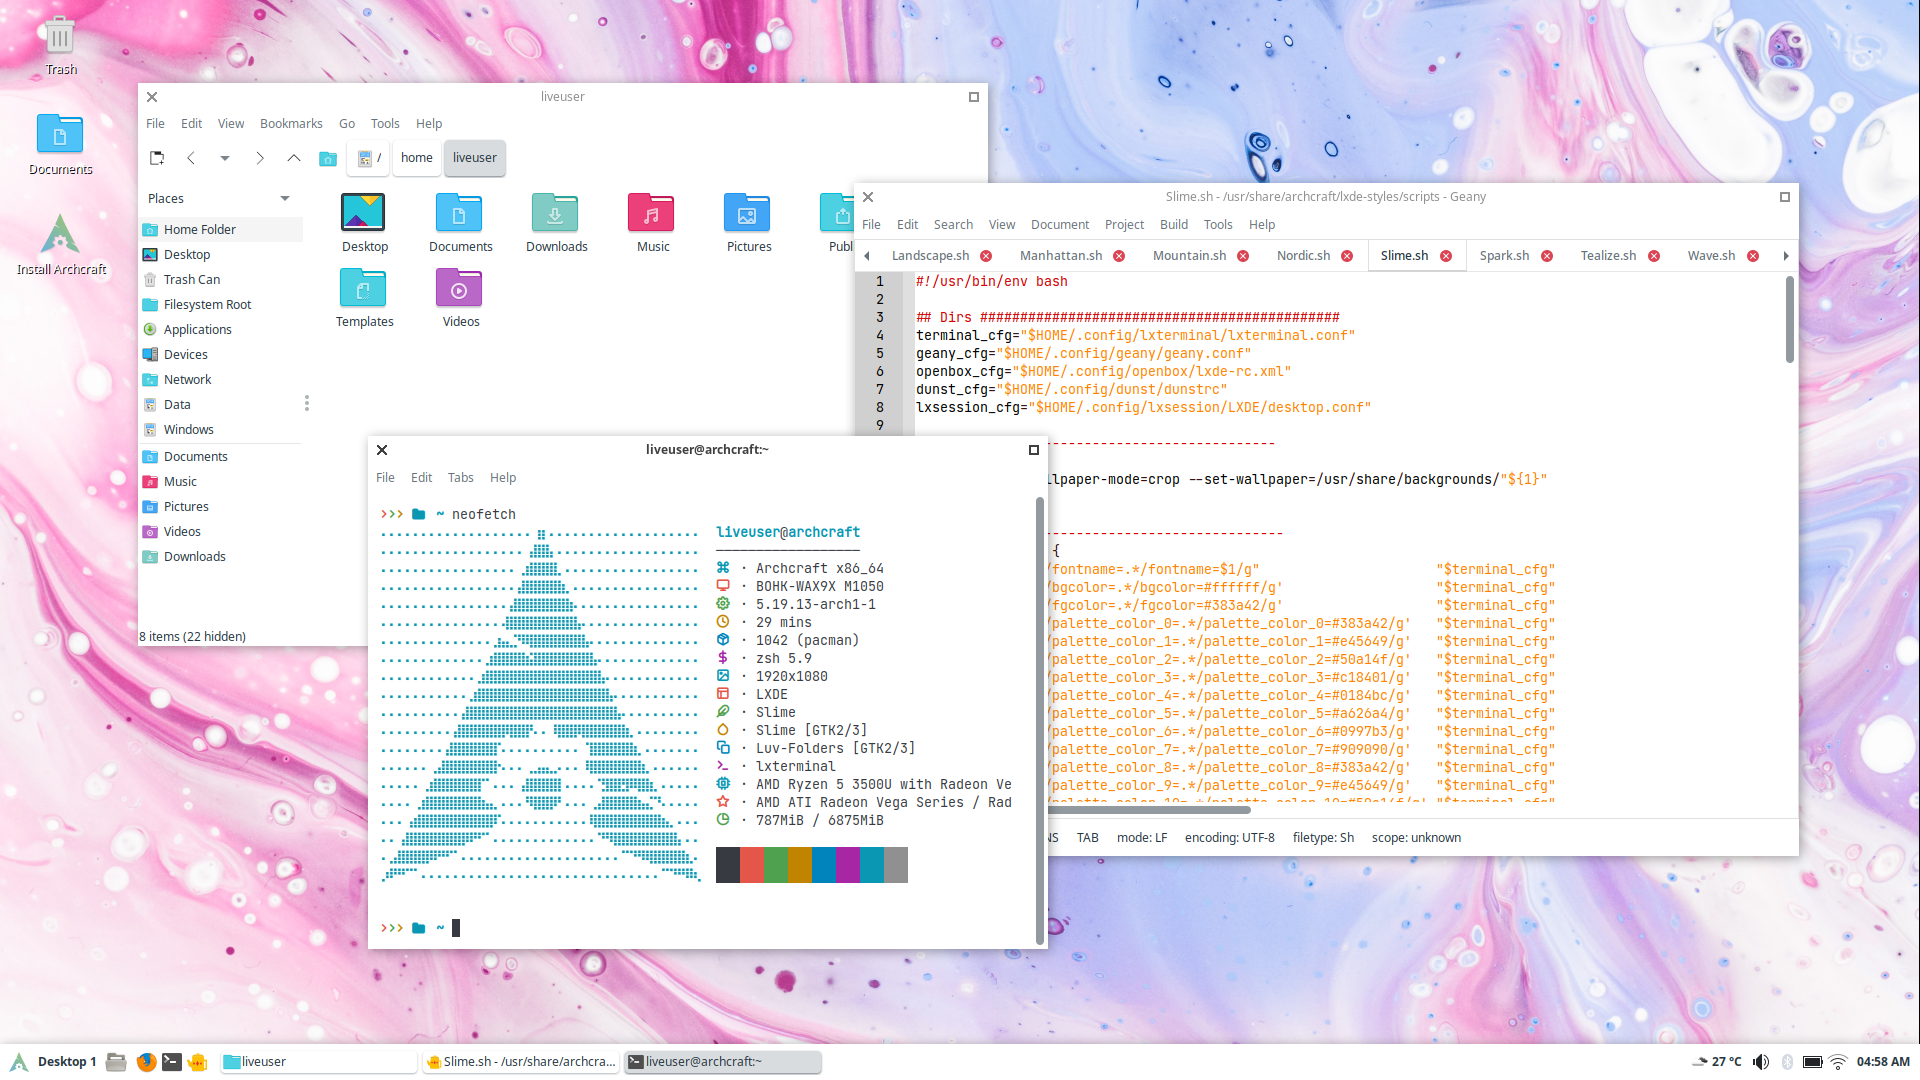 Trash
Documents
Install Archcraft
liveuser
File Edit View Bookmarks Go Tools Help
/ home liveuser
Places
Home Folder
Desktop
Trash Can
Filesystem Root
Applications
Devices
Network
Data
Windows
Documents
Music
Pictures
Videos
Downloads
Desktop Documents Downloads Music Pictures Publ
Templates Videos
8 items (22 hidden)
Slime.sh - /usr/share/archcraft/lxde-styles/scripts - Geany
File Edit Search View Document Project Build Tools Help
Landscape.sh Manhattan.sh Mountain.sh Nordic.sh Slime.sh Spark.sh Tealize.sh Wave.sh
1 #!/usr/bin/env bash
2
3 ## Dirs #############################################
4 terminal_cfg="$HOME/.config/lxterminal/lxterminal.conf"
5 geany_cfg="$HOME/.config/geany/geany.conf"
6 openbox_cfg="$HOME/.config/openbox/lxde-rc.xml"
7 dunst_cfg="$HOME/.config/dunst/dunstrc"
8 lxsession_cfg="$HOME/.config/lxsession/LXDE/desktop.conf"
9
-----------------------------
llpaper-mode=crop --set-wallpaper=/usr/share/backgrounds/"${1}"
------------------------------
{
/fontname=.*/fontname=$1/g" "$terminal_cfg"
/bgcolor=.*/bgcolor=#ffffff/g' "$terminal_cfg"
/fgcolor=.*/fgcolor=#383a42/g' "$terminal_cfg"
/palette_color_0=.*/palette_color_0=#383a42/g' "$terminal_cfg"
/palette_color_1=.*/palette_color_1=#e45649/g' "$terminal_cfg"
/palette_color_2=.*/palette_color_2=#50a14f/g' "$terminal_cfg"
/palette_color_3=.*/palette_color_3=#c18401/g' "$terminal_cfg"
/palette_color_4=.*/palette_color_4=#0184bc/g' "$terminal_cfg"
/palette_color_5=.*/palette_color_5=#a626a4/g' "$terminal_cfg"
/palette_color_6=.*/palette_color_6=#0997b3/g' "$terminal_cfg"
/palette_color_7=.*/palette_color_7=#909090/g' "$terminal_cfg"
/palette_color_8=.*/palette_color_8=#383a42/g' "$terminal_cfg"
/palette_color_9=.*/palette_color_9=#e45649/g' "$terminal_cfg"
/palette_color_10=.*/palette_color_10=#50a14f/g' "$terminal_cfg"
NS TAB mode: LF encoding: UTF-8 filetype: Sh scope: unknown
liveuser@archcraft:~
File Edit Tabs Help
>>> ~ neofetch
liveuser@archcraft
· Archcraft x86_64
· BOHK-WAX9X M1050
· 5.19.13-arch1-1
· 29 mins
· 1042 (pacman)
· zsh 5.9
· 1920x1080
· LXDE
· Slime
· Slime [GTK2/3]
· Luv-Folders [GTK2/3]
· lxterminal
· AMD Ryzen 5 3500U with Radeon Ve
· AMD ATI Radeon Vega Series / Rad
· 787MiB / 6875MiB
>>> ~
Desktop 1 liveuser Slime.sh - /usr/share/archcra... liveuser@archcraft:~ 27 °C 04:58 AM